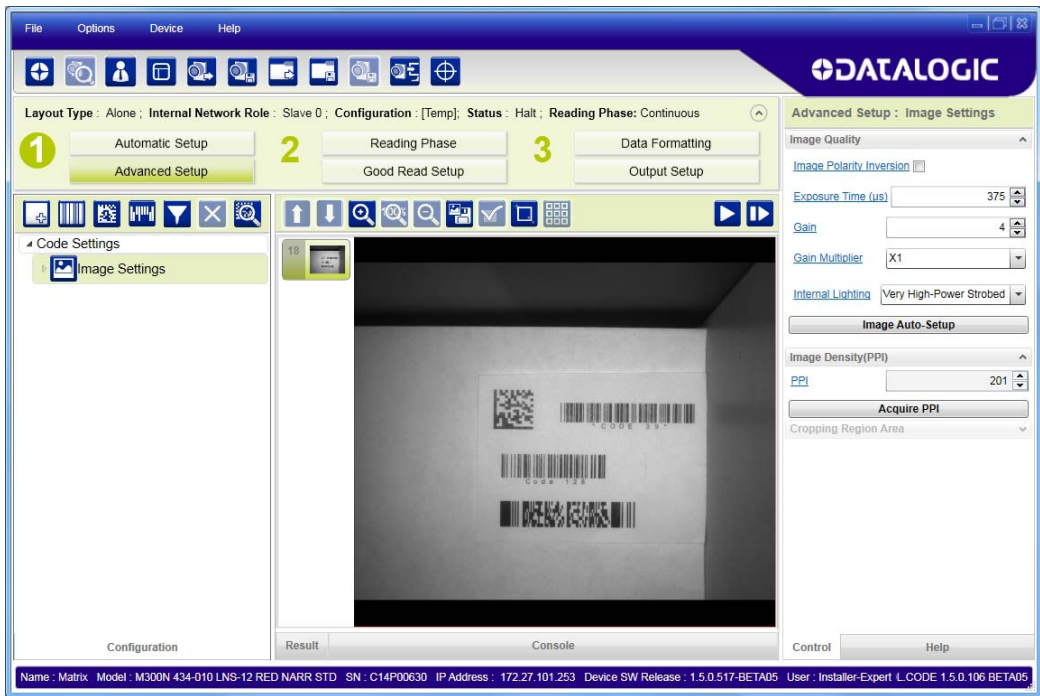 File Options Device Help
DATALOGIC
Layout Type : Alone ; Internal Network Role : Slave 0 ; Configuration : [Temp]; Status : Halt ; Reading Phase: Continuous
1 Automatic Setup 2 Reading Phase 3 Data Formatting
Advanced Setup Good Read Setup Output Setup
Code Settings
Image Settings
18
*CODE 39*
Code 128
Configuration
Result Console
Advanced Setup : Image Settings
Image Quality
Image Polarity Inversion
Exposure Time (µs) 375
Gain 4
Gain Multiplier X1
Internal Lighting Very High-Power Strobed
Image Auto-Setup
Image Density(PPI)
PPI 201
Acquire PPI
Cropping Region Area
Control Help
Name : Matrix Model : M300N 434-010 LNS-12 RED NARR STD SN : C14P00630 IP Address : 172.27.101.253 Device SW Release : 1.5.0.517-BETA05 User : Installer-Expert L.CODE 1.5.0.106 BETA05